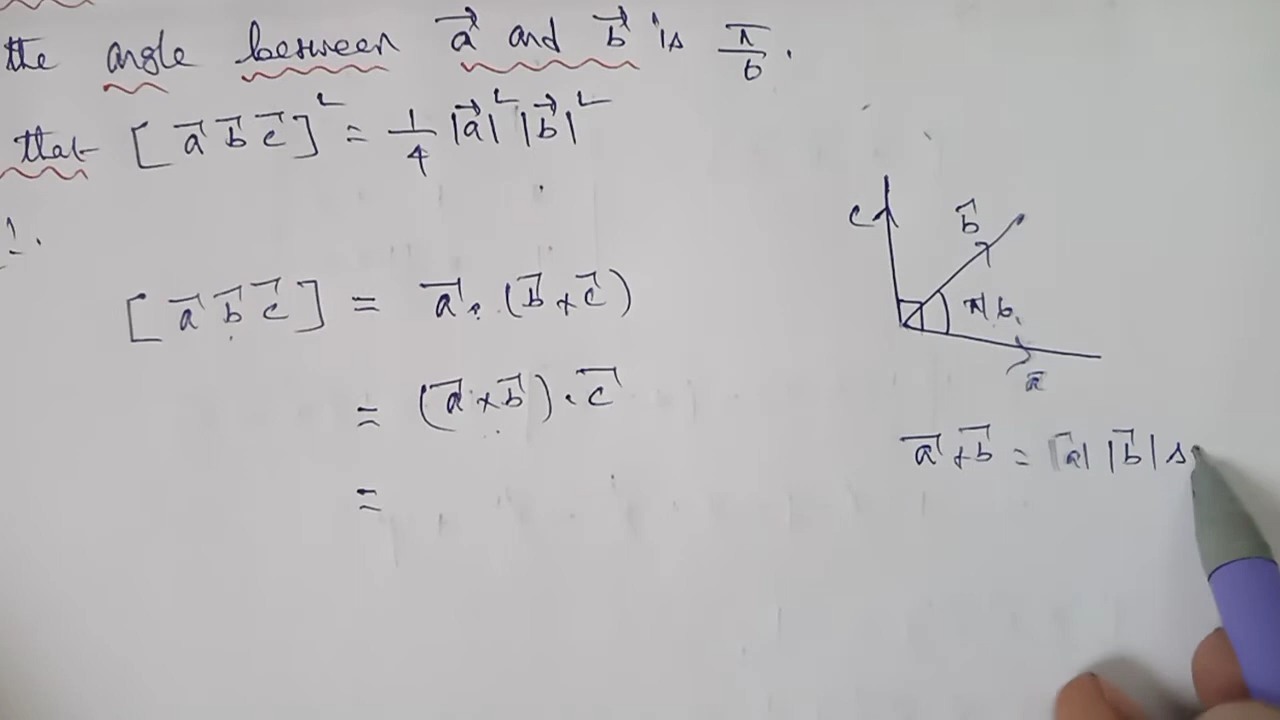 the angle between a⃗ and b⃗ is π/6.
that [a⃗ b⃗ c⃗]² = 1/4 |a⃗|² |b⃗|²
[a⃗ b⃗ c⃗] = a⃗ . (b⃗ × c⃗)
= (a⃗ × b⃗) . c⃗
=
c
b⃗
π/6
a⃗
a⃗ × b⃗ = |a⃗| |b⃗| s